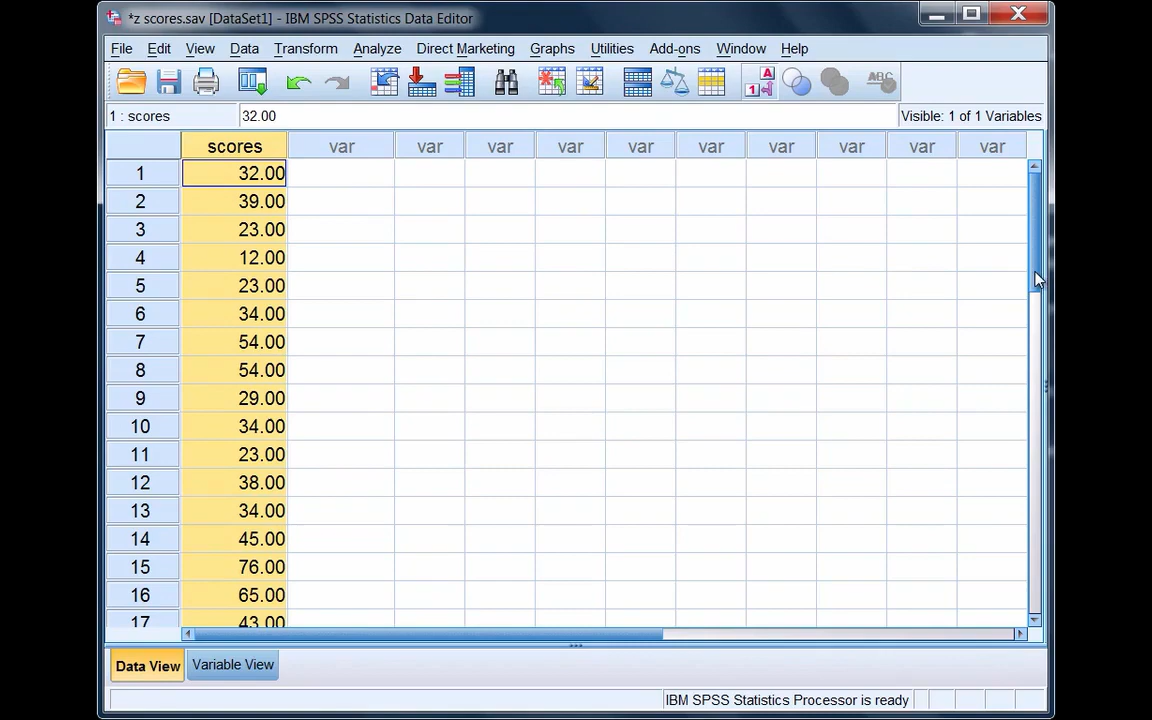 *z scores.sav [DataSet1] - IBM SPSS Statistics Data Editor
File Edit View Data Transform Analyze Direct Marketing Graphs Utilities Add-ons Window Help
A
1
ABC
1 : scores 32.00 Visible: 1 of 1 Variables
scores var var var var var var var var var var
1 32.00
2 39.00
3 23.00
4 12.00
5 23.00
6 34.00
7 54.00
8 54.00
9 29.00
10 34.00
11 23.00
12 38.00
13 34.00
14 45.00
15 76.00
16 65.00
17 43.00
Data View Variable View
IBM SPSS Statistics Processor is ready